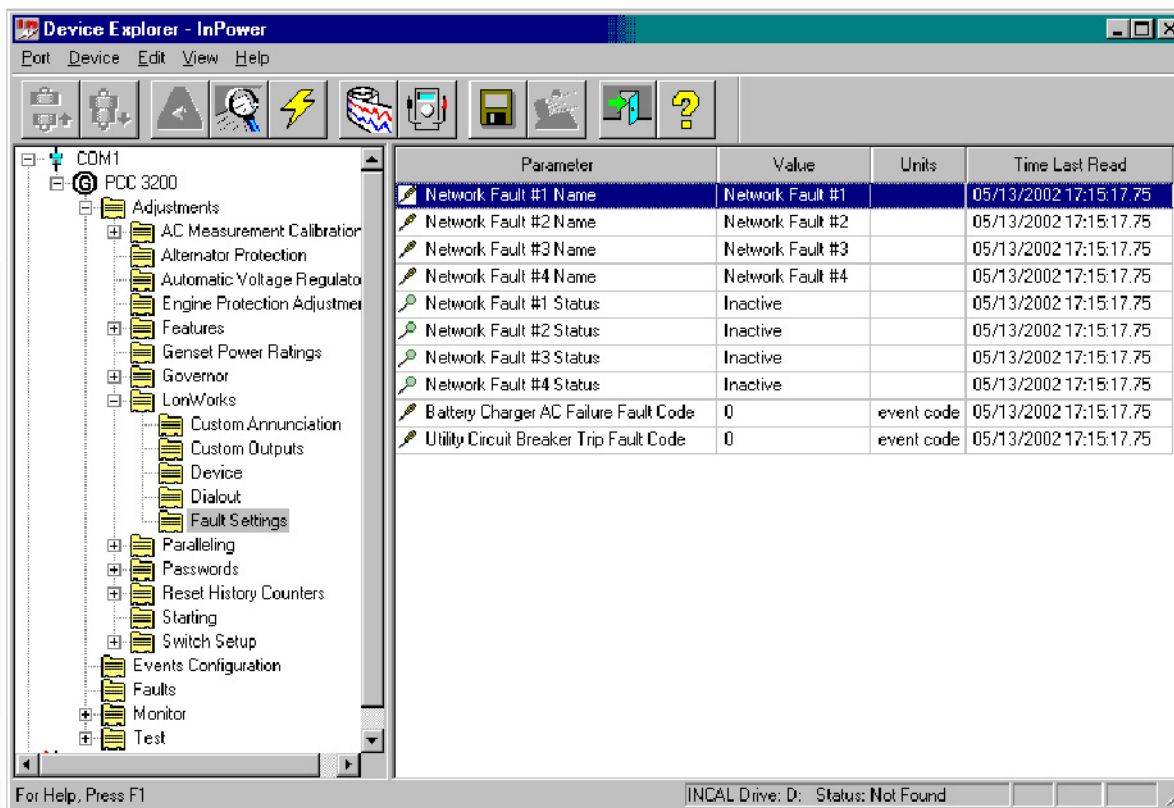 Device Explorer - InPower
Port Device Edit View Help
COM1
PCC 3200
Adjustments
AC Measurement Calibration
Alternator Protection
Automatic Voltage Regulato
Engine Protection Adjustmer
Features
Genset Power Ratings
Governor
LonWorks
Custom Annunciation
Custom Outputs
Device
Dialout
Fault Settings
Paralleling
Passwords
Reset History Counters
Starting
Switch Setup
Events Configuration
Faults
Monitor
Test
Parameter Value Units Time Last Read
Network Fault #1 Name Network Fault #1 05/13/2002 17:15:17.75
Network Fault #2 Name Network Fault #2 05/13/2002 17:15:17.75
Network Fault #3 Name Network Fault #3 05/13/2002 17:15:17.75
Network Fault #4 Name Network Fault #4 05/13/2002 17:15:17.75
Network Fault #1 Status Inactive 05/13/2002 17:15:17.75
Network Fault #2 Status Inactive 05/13/2002 17:15:17.75
Network Fault #3 Status Inactive 05/13/2002 17:15:17.75
Network Fault #4 Status Inactive 05/13/2002 17:15:17.75
Battery Charger AC Failure Fault Code 0 event code 05/13/2002 17:15:17.75
Utility Circuit Breaker Trip Fault Code 0 event code 05/13/2002 17:15:17.75
For Help, Press F1
INCAL Drive: D: Status: Not Found